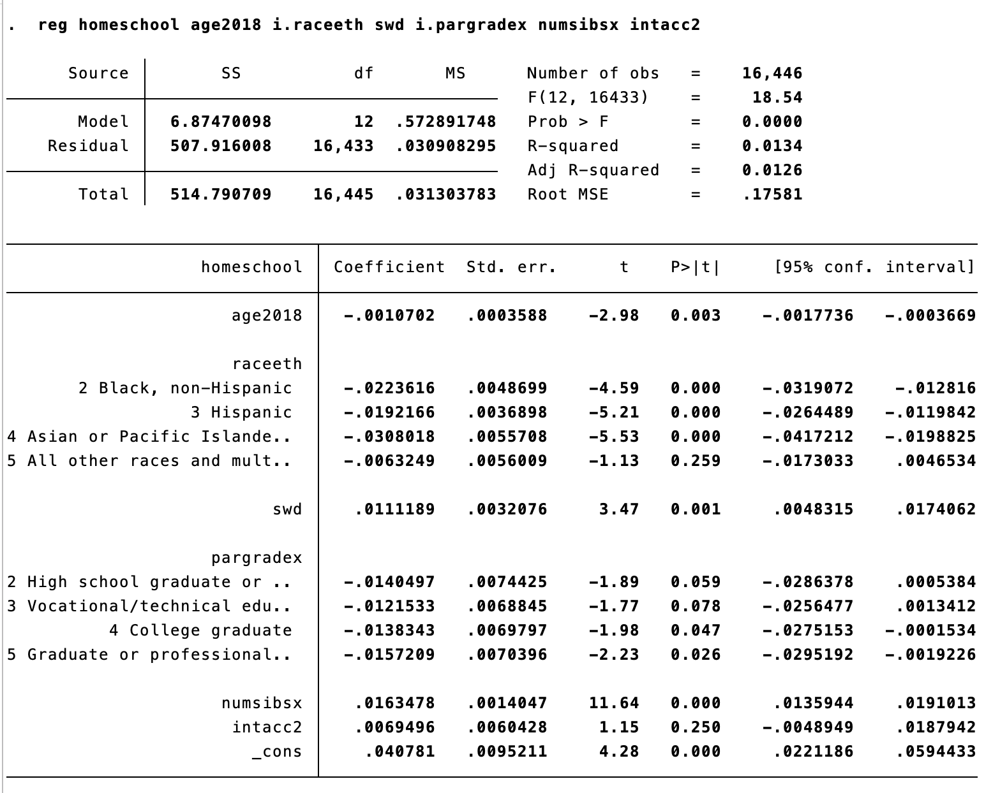 . reg homeschool age2018 i.raceeth swd i.pargradex numsibsx intacc2
Source SS df MS Number of obs = 16,446
F(12, 16433) = 18.54
Model 6.87470098 12 .572891748 Prob > F = 0.0000
Residual 507.916008 16,433 .030908295 R-squared = 0.0134
Adj R-squared = 0.0126
Total 514.790709 16,445 .031303783 Root MSE = .17581
homeschool Coefficient Std. err. t P>|t| [95% conf. interval]
age2018 -.0010702 .0003588 -2.98 0.003 -.0017736 -.0003669
raceeth
2 Black, non-Hispanic -.0223616 .0048699 -4.59 0.000 -.0319072 -.012816
3 Hispanic -.0192166 .0036898 -5.21 0.000 -.0264489 -.0119842
4 Asian or Pacific Islande.. -.0308018 .0055708 -5.53 0.000 -.0417212 -.0198825
5 All other races and mult.. -.0063249 .0056009 -1.13 0.259 -.0173033 .0046534
swd .0111189 .0032076 3.47 0.001 .0048315 .0174062
pargradex
2 High school graduate or .. -.0140497 .0074425 -1.89 0.059 -.0286378 .0005384
3 Vocational/technical edu.. -.0121533 .0068845 -1.77 0.078 -.0256477 .0013412
4 College graduate -.0138343 .0069797 -1.98 0.047 -.0275153 -.0001534
5 Graduate or professional.. -.0157209 .0070396 -2.23 0.026 -.0295192 -.0019226
numsibsx .0163478 .0014047 11.64 0.000 .0135944 .0191013
intacc2 .0069496 .0060428 1.15 0.250 -.0048949 .0187942
_cons .040781 .0095211 4.28 0.000 .0221186 .0594433